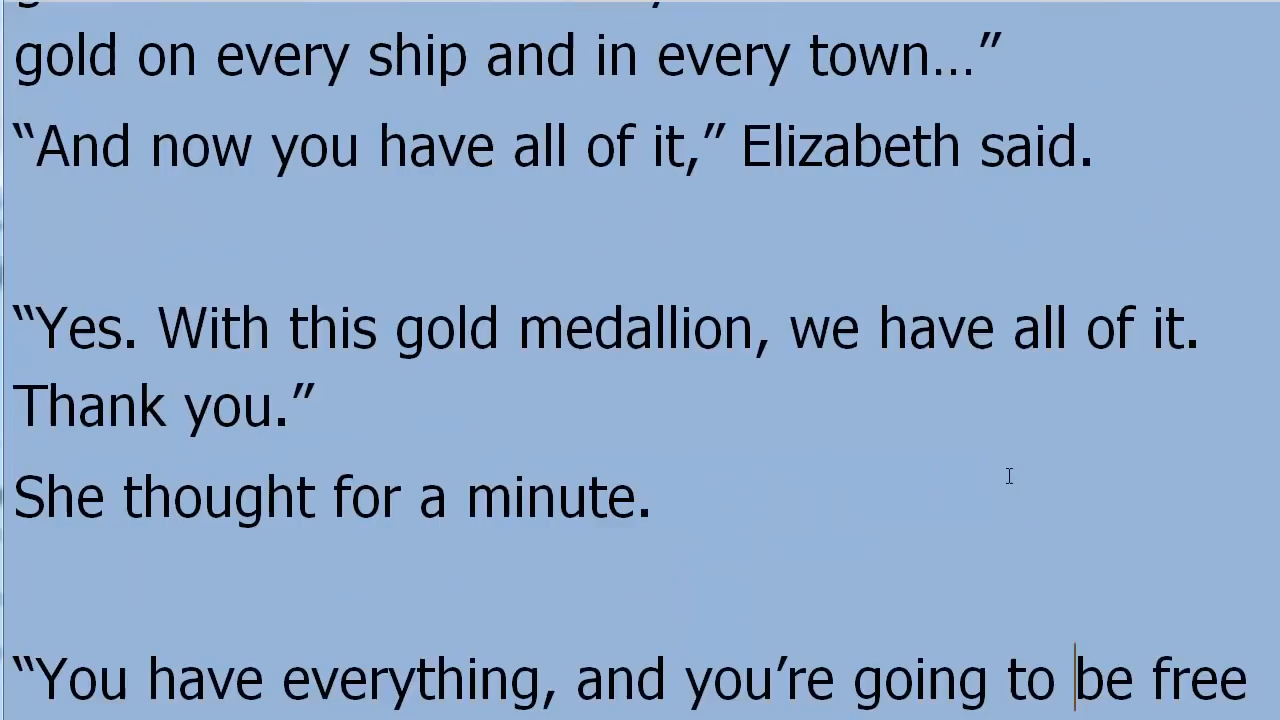 gold on every ship and in every town…”
“And now you have all of it,” Elizabeth said.
“Yes. With this gold medallion, we have all of it.
Thank you.”
She thought for a minute.
“You have everything, and you’re going to be free